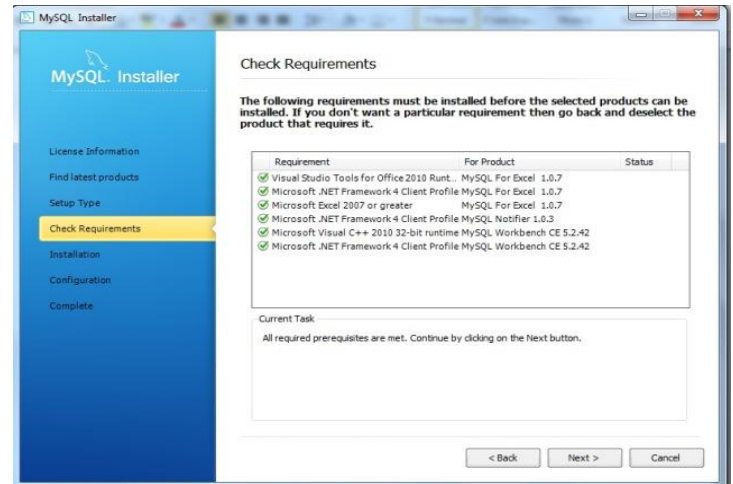 MySQL Installer
MySQL. Installer
License Information
Find latest products
Setup Type
Check Requirements
Installation
Configuration
Complete
Check Requirements
The following requirements must be installed before the selected products can be
installed. If you don't want a particular requirement then go back and deselect the
product that requires it.
Requirement For Product Status
Visual Studio Tools for Office 2010 Runt... MySQL For Excel 1.0.7
Microsoft .NET Framework 4 Client Profile MySQL For Excel 1.0.7
Microsoft Excel 2007 or greater MySQL For Excel 1.0.7
Microsoft .NET Framework 4 Client Profile MySQL Notifier 1.0.3
Microsoft Visual C++ 2010 32-bit runtime MySQL Workbench CE 5.2.42
Microsoft .NET Framework 4 Client Profile MySQL Workbench CE 5.2.42
Current Task
All required prerequisites are met. Continue by clicking on the Next button.
< Back Next > Cancel